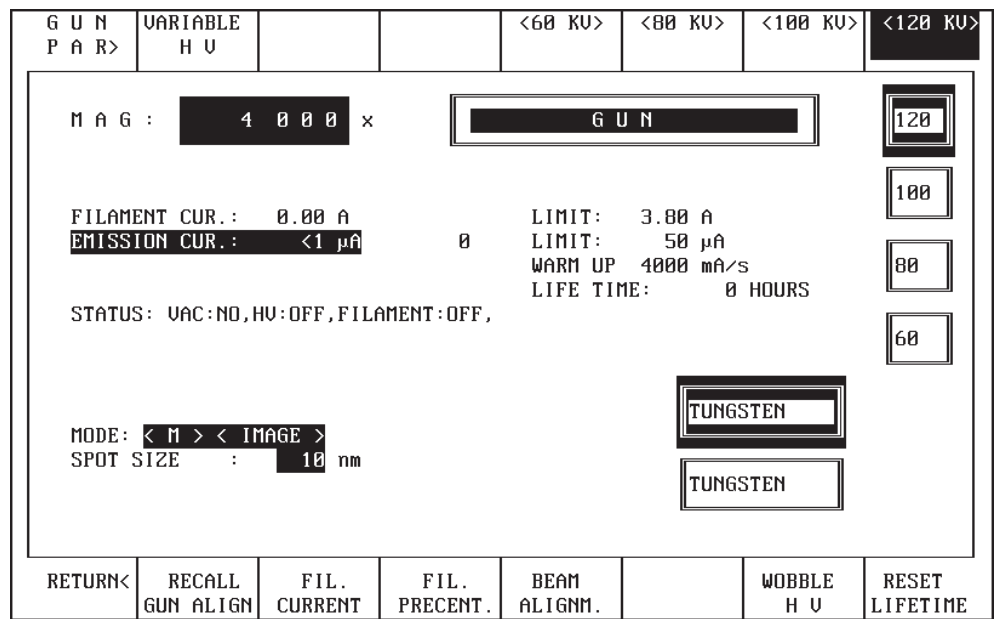 G U N VARIABLE <60 KV> <80 KV> <100 KV> <120 KV>
P A R> H V
M A G : 4 0 0 0 x G U N 120
100
FILAMENT CUR.: 0.00 A LIMIT: 3.80 A
EMISSION CUR.: <1 µA 0 LIMIT: 50 µA
WARM UP 4000 mA/s 80
LIFE TIME: 0 HOURS
STATUS: VAC:NO,HV:OFF,FILAMENT:OFF,
60
TUNGSTEN
MODE: < M > < IMAGE >
SPOT SIZE : 10 nm
TUNGSTEN
RETURN< RECALL FIL. FIL. BEAM WOBBLE RESET
GUN ALIGN CURRENT PRECENT. ALIGNM. H V LIFETIME